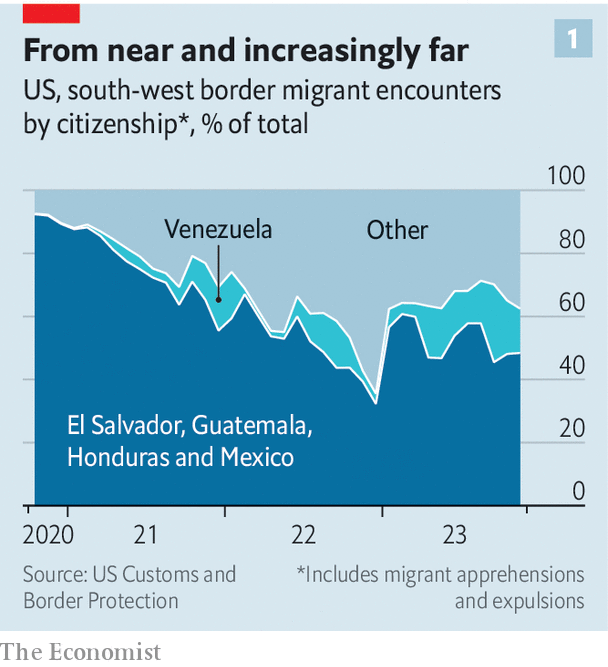 From near and increasingly far
1
US, south-west border migrant encounters
by citizenship*, % of total
100
Venezuela
Other
80
60
40
El Salvador, Guatemala,
Honduras and Mexico
20
0
2020 21 22 23
Source: US Customs and
Border Protection
*Includes migrant apprehensions
and expulsions
The Economist